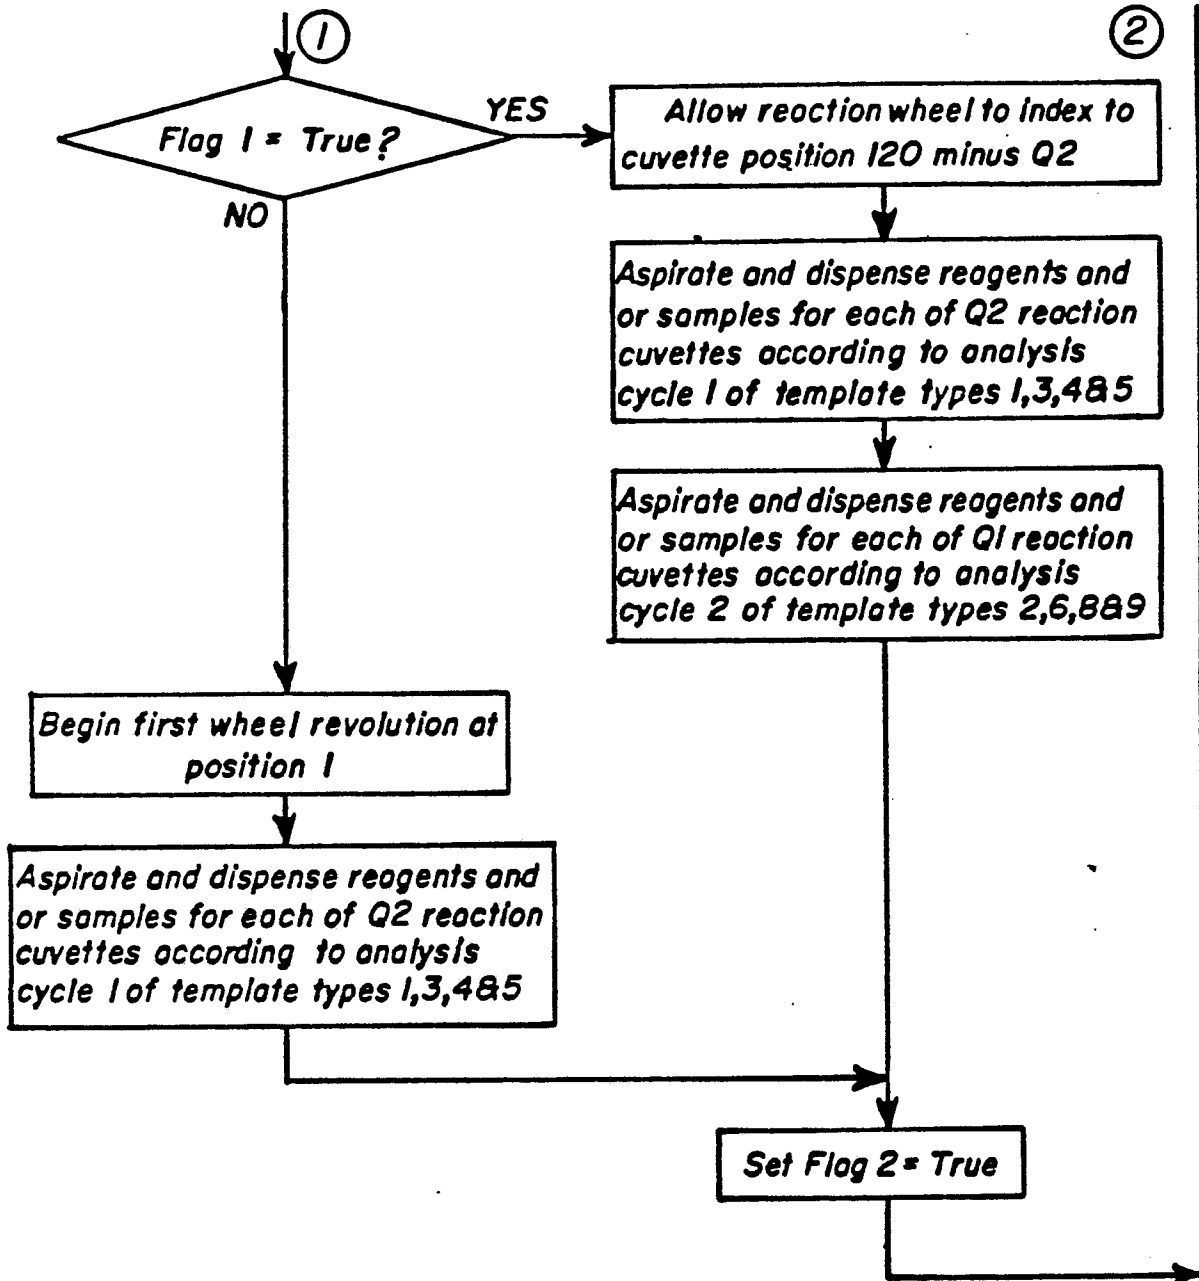 1
2
Flag 1 = True?
YES
NO
Allow reaction wheel to index to
cuvette position 120 minus Q2
Aspirate and dispense reagents and
or samples for each of Q2 reaction
cuvettes according to analysis
cycle 1 of template types 1,3,4&5
Aspirate and dispense reagents and
or samples for each of Q1 reaction
cuvettes according to analysis
cycle 2 of template types 2,6,8&9
Begin first wheel revolution at
position 1
Aspirate and dispense reagents and
or samples for each of Q2 reaction
cuvettes according to analysis
cycle 1 of template types 1,3,4&5
Set Flag 2 = True